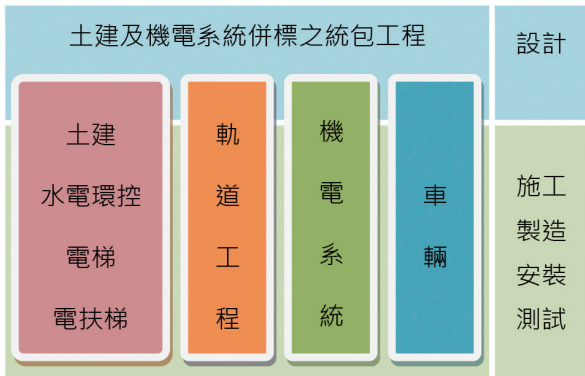 土建及機電系統併標之統包工程
設計
土建
水電環控
電梯
電扶梯
軌道工程
機電系統
車輛
施工
製造
安裝
測試